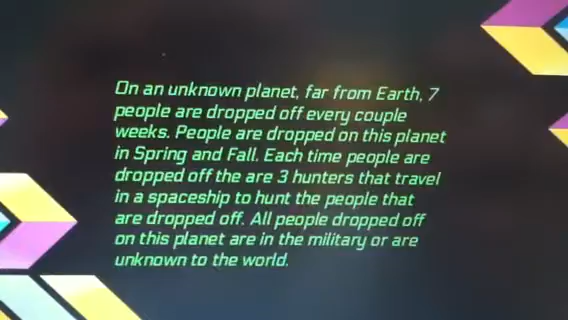 On an unknown planet, far from Earth, 7
people are dropped off every couple
weeks. People are dropped on this planet
in Spring and Fall. Each time people are
dropped off the are 3 hunters that travel
in a spaceship to hunt the people that
are dropped off. All people dropped off
on this planet are in the military or are
unknown to the world.